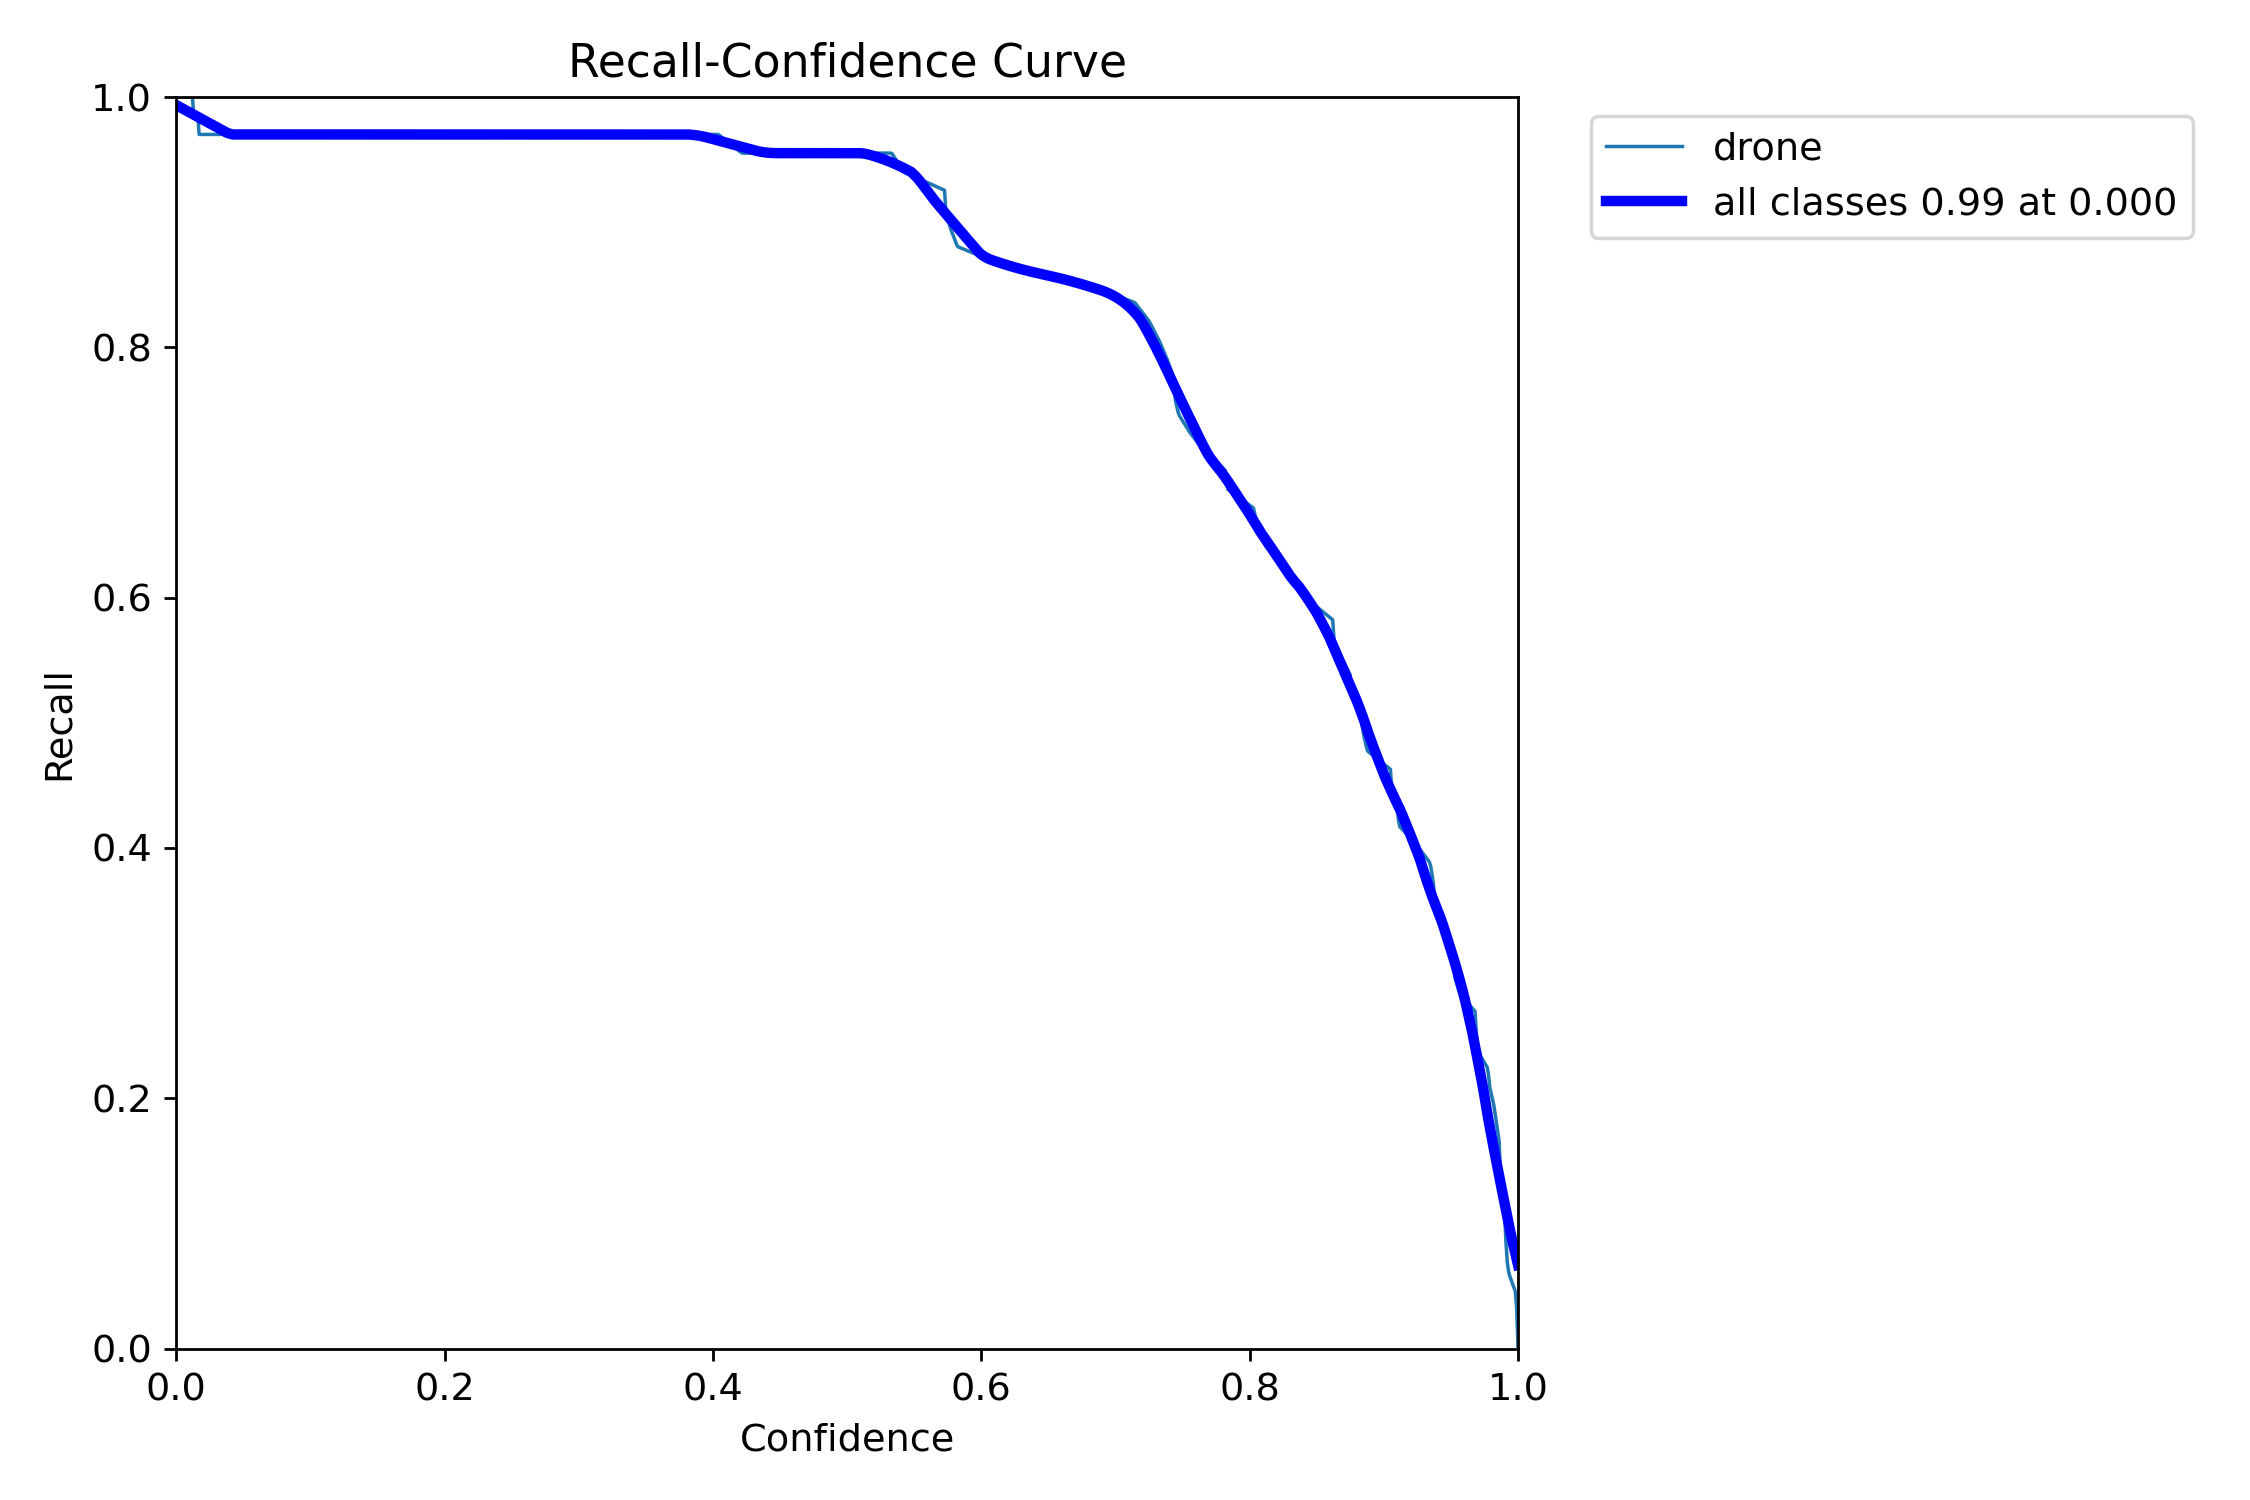 Recall-Confidence Curve
1.0
0.8
0.6
0.4
0.2
0.0
Recall
0.0 0.2 0.4 0.6 0.8 1.0
Confidence
drone
all classes 0.99 at 0.000